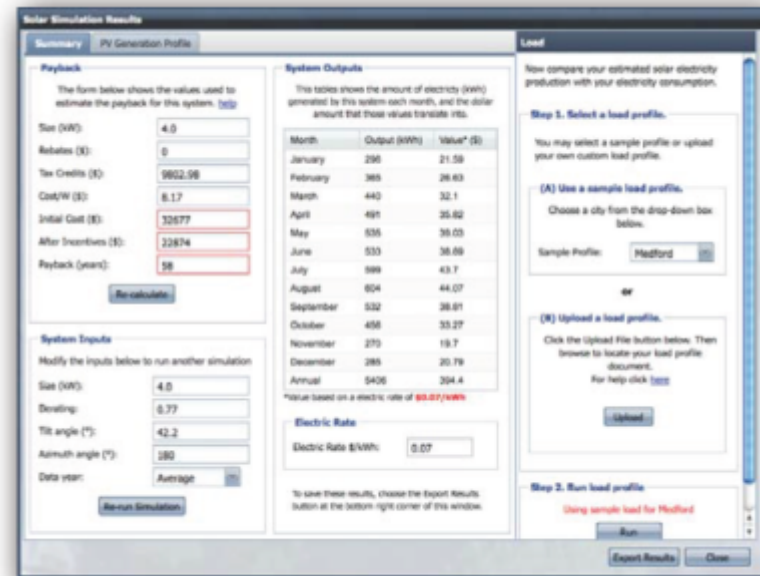 Solar Simulation Results
Summary
PV Generation Profile
Payback
The form below shows the values used to
estimate the payback for this system. help
Size (kW): 4.0
Rebates ($): 0
Tax Credits ($): 9802.98
Cost/W ($): 8.17
Initial Cost ($): 32677
After Incentives ($): 22874
Payback (years): 58
Re-calculate
System Inputs
Modify the inputs below to run another simulation
Size (kW): 4.0
Derating: 0.77
Tilt angle (°): 42.2
Azimuth angle (°): 180
Data year: Average
Re-run Simulation
System Outputs
This tables shows the amount of electricty (kWh)
generated by this system each month, and the dollar
amount that those values translate into.
Month Output (kWh) Value* ($)
January 296 21.59
February 365 26.63
March 440 32.1
April 491 35.82
May 535 39.03
June 533 38.89
July 599 43.7
August 604 44.07
September 532 38.81
October 456 33.27
November 270 19.7
December 285 20.79
Annual 5406 394.4
*Value based on a electric rate of $0.07/kWh
Electric Rate
Electric Rate $/kWh: 0.07
To save these results, choose the Export Results
button at the bottom right corner of this window.
Load
Now compare your estimated solar electricity
production with your electricity consumption.
Step 1. Select a load profile.
You may select a sample profile or upload
your own custom load profile.
(A) Use a sample load profile.
Choose a city from the drop-down box
below.
Sample Profile: Medford
or
(B) Upload a load profile.
Click the Upload File button below. Then
browse to locate your load profile
document.
For help click here
Upload
Step 2. Run load profile
Using sample load for Medford
Run
Export Results
Close